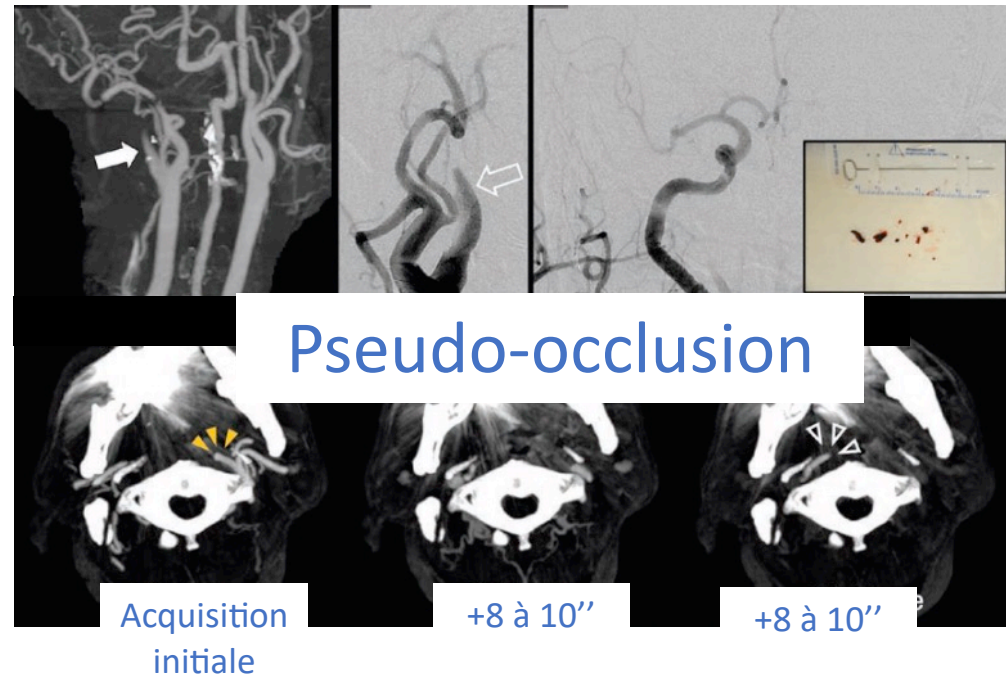 Pseudo-occlusion
Acquisition
initiale
+8 à 10’’
+8 à 10’’
e